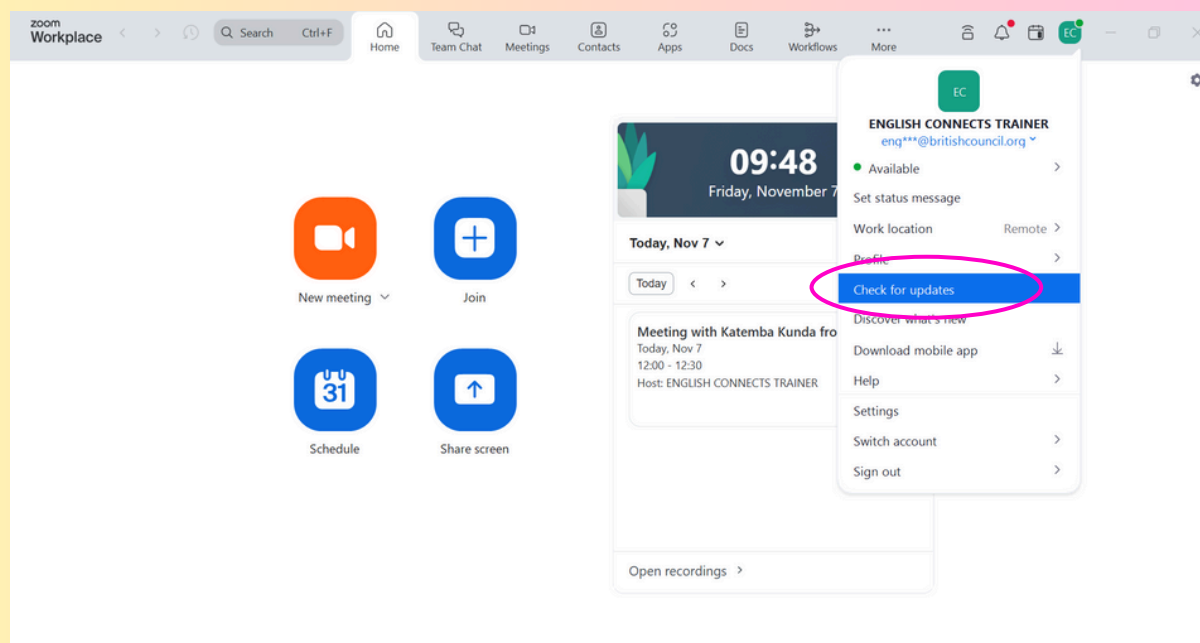 zoom
Workplace
Search Ctrl+F
Home
Team Chat
Meetings
Contacts
Apps
Docs
Workflows
More
EC
EC
ENGLISH CONNECTS TRAINER
eng***@britishcouncil.org
Available
Set status message
Work location Remote
Profile
Check for updates
Discover what's new
Download mobile app
Help
Settings
Switch account
Sign out
New meeting
Join
31
Schedule
Share screen
09:48
Friday, November 7
Today, Nov 7
Today
Meeting with Katemba Kunda fro
Today, Nov 7
12:00 - 12:30
Host: ENGLISH CONNECTS TRAINER
Open recordings